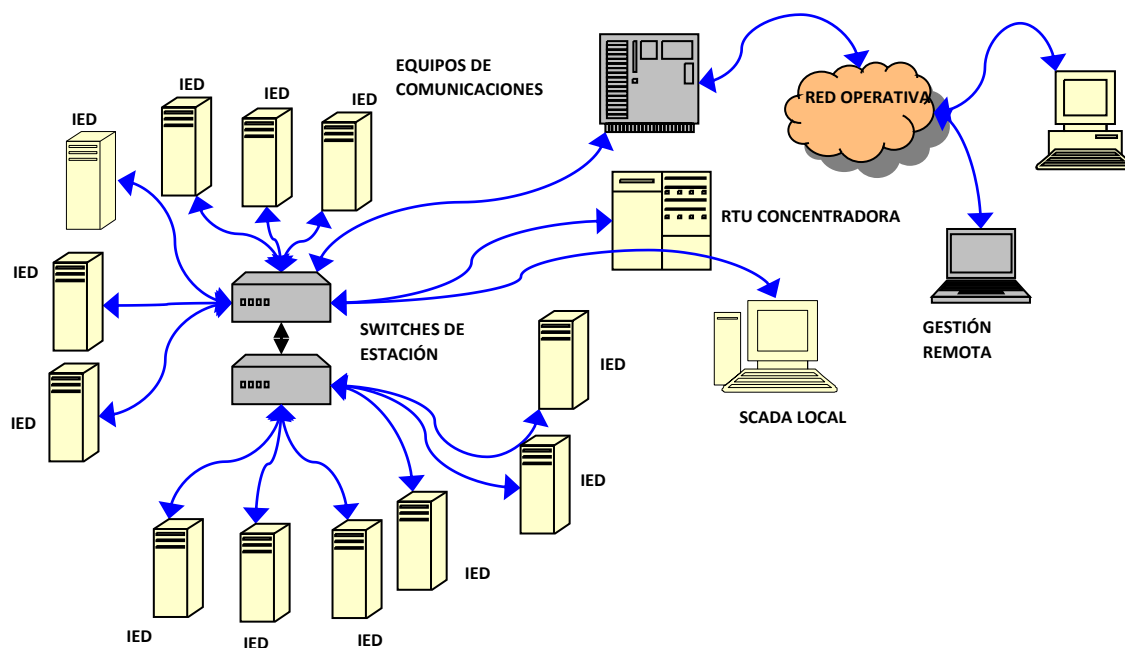 IED
IED
IED
IED
EQUIPOS DE
COMUNICACIONES
RED OPERATIVA
RTU CONCENTRADORA
IED
IED
SWITCHES DE
ESTACIÓN
IED
IED
SCADA LOCAL
GESTIÓN
REMOTA
IED
IED
IED
IED